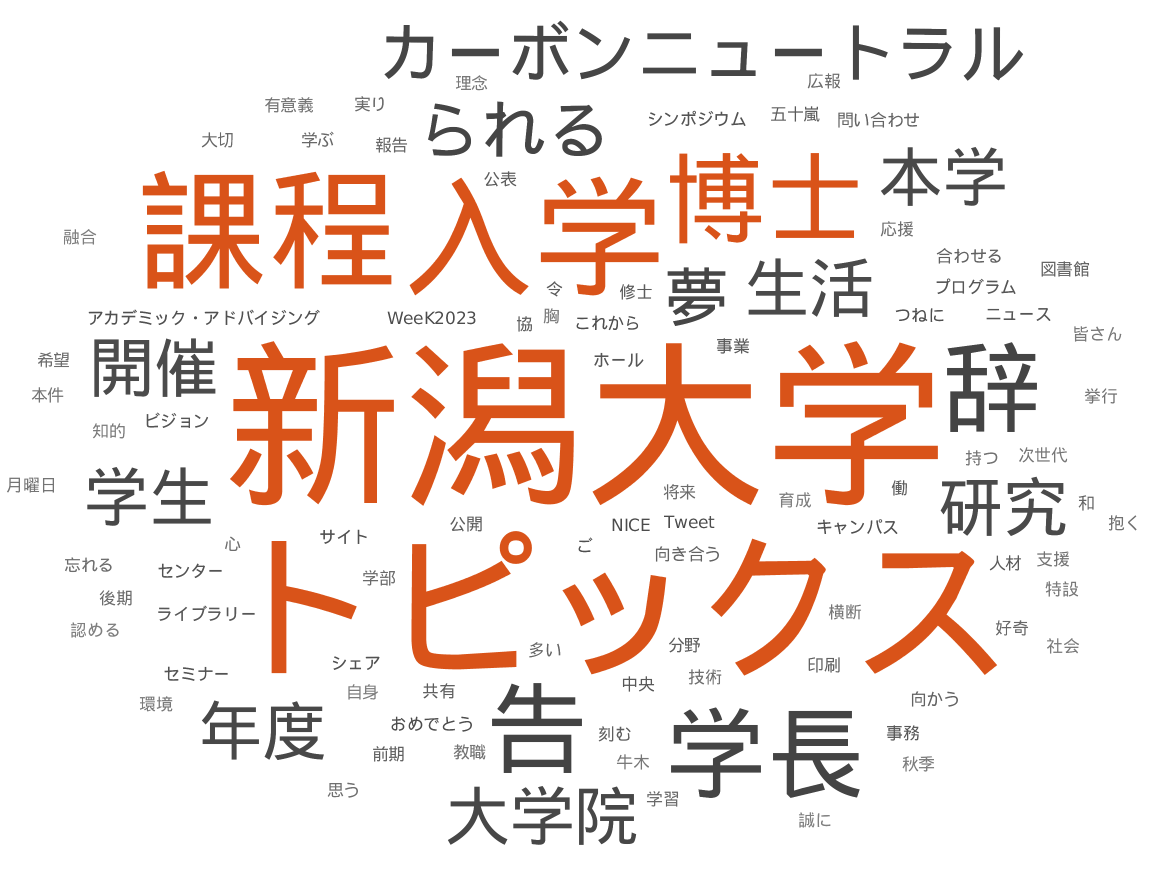 カーボンニュートラル
理念
広報
有意義
実り
られる
シンポジウム
五十嵐
問い合わせ
大切
学ぶ
報告
公表
課程
入学
博士
本学
融合
応援
合わせる
図書館
夢
生活
プログラム
令
修士
アカデミック・アドバイジング
WeeK2023
協
胸
これから
つねに
ニュース
皆さん
希望
開催
新潟大学
ホール
事業
辞
本件
挙行
知的
ビジョン
月曜日
学生
将来
育成
働
持つ
次世代
研究
和
抱く
公開
NICE
Tweet
キャンパス
サイト
心
ご
向き合う
忘れる
センター
学部
トピックス
人材
支援
後期
特設
ライブラリー
横断
認める
好奇
社会
セミナー
シェア
多い
分野
印刷
環境
自身
共有
中央
技術
向かう
年度
おめでとう
告
刻む
学長
事務
前期
教職
牛木
秋季
思う
大学院
学習
誠に